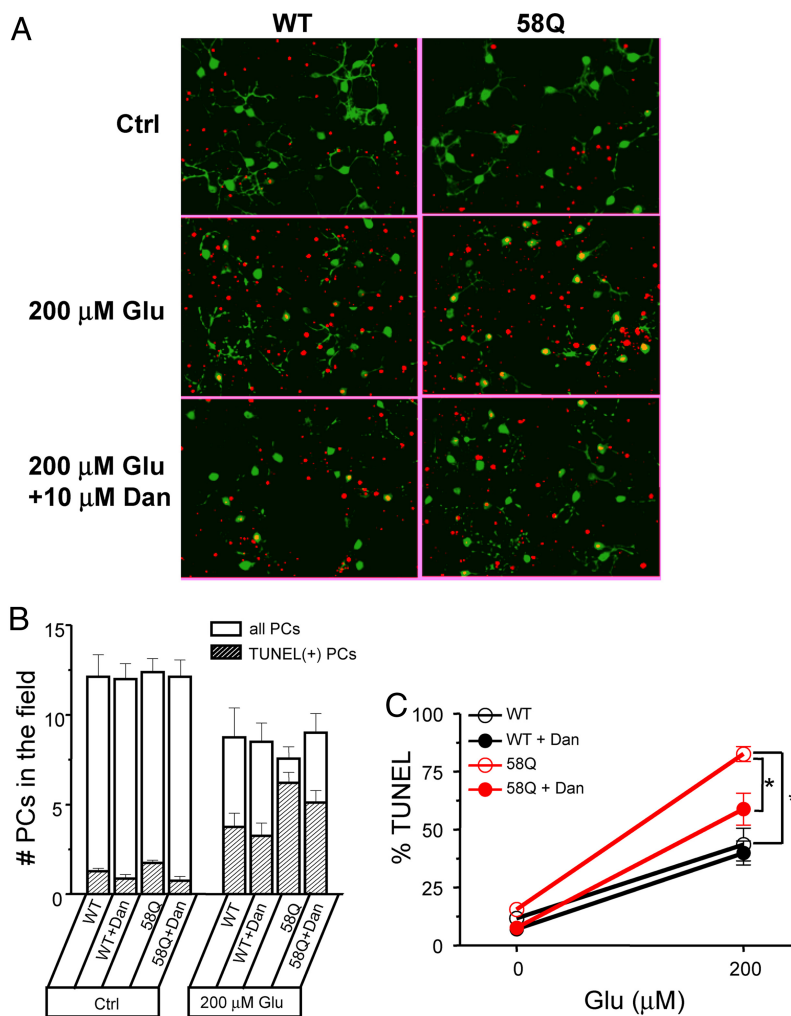 A
WT 58Q
Ctrl
200 µM Glu
200 µM Glu
+10 µM Dan
B
15
10
5
0
# PCs in the field
all PCs
TUNEL(+) PCs
WT
WT+Dan
58Q
58Q+Dan
WT
WT+Dan
58Q
58Q+Dan
Ctrl
200 µM Glu
C
100
75
50
25
0
% TUNEL
WT
WT + Dan
58Q
58Q + Dan
*
*
0 200
Glu (µM)